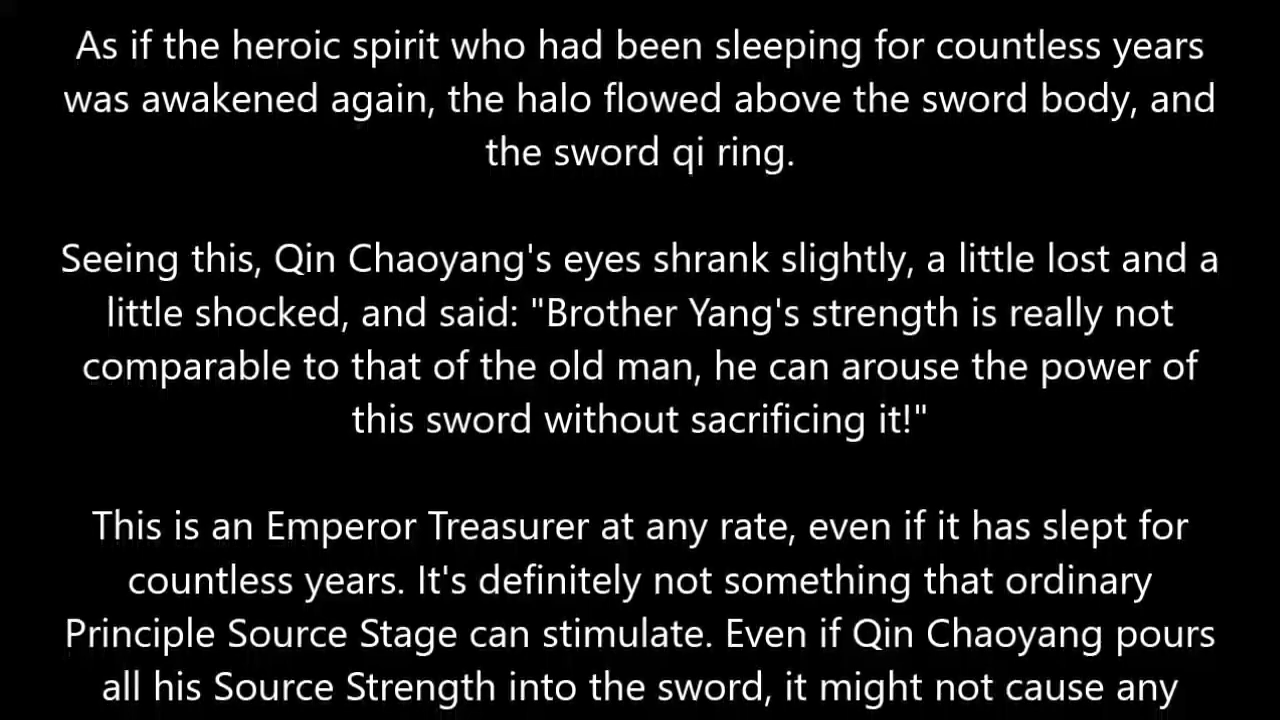 As if the heroic spirit who had been sleeping for countless years
was awakened again, the halo flowed above the sword body, and
the sword qi ring.
Seeing this, Qin Chaoyang's eyes shrank slightly, a little lost and a
little shocked, and said: "Brother Yang's strength is really not
comparable to that of the old man, he can arouse the power of
this sword without sacrificing it!"
This is an Emperor Treasurer at any rate, even if it has slept for
countless years. It's definitely not something that ordinary
Principle Source Stage can stimulate. Even if Qin Chaoyang pours
all his Source Strength into the sword, it might not cause any